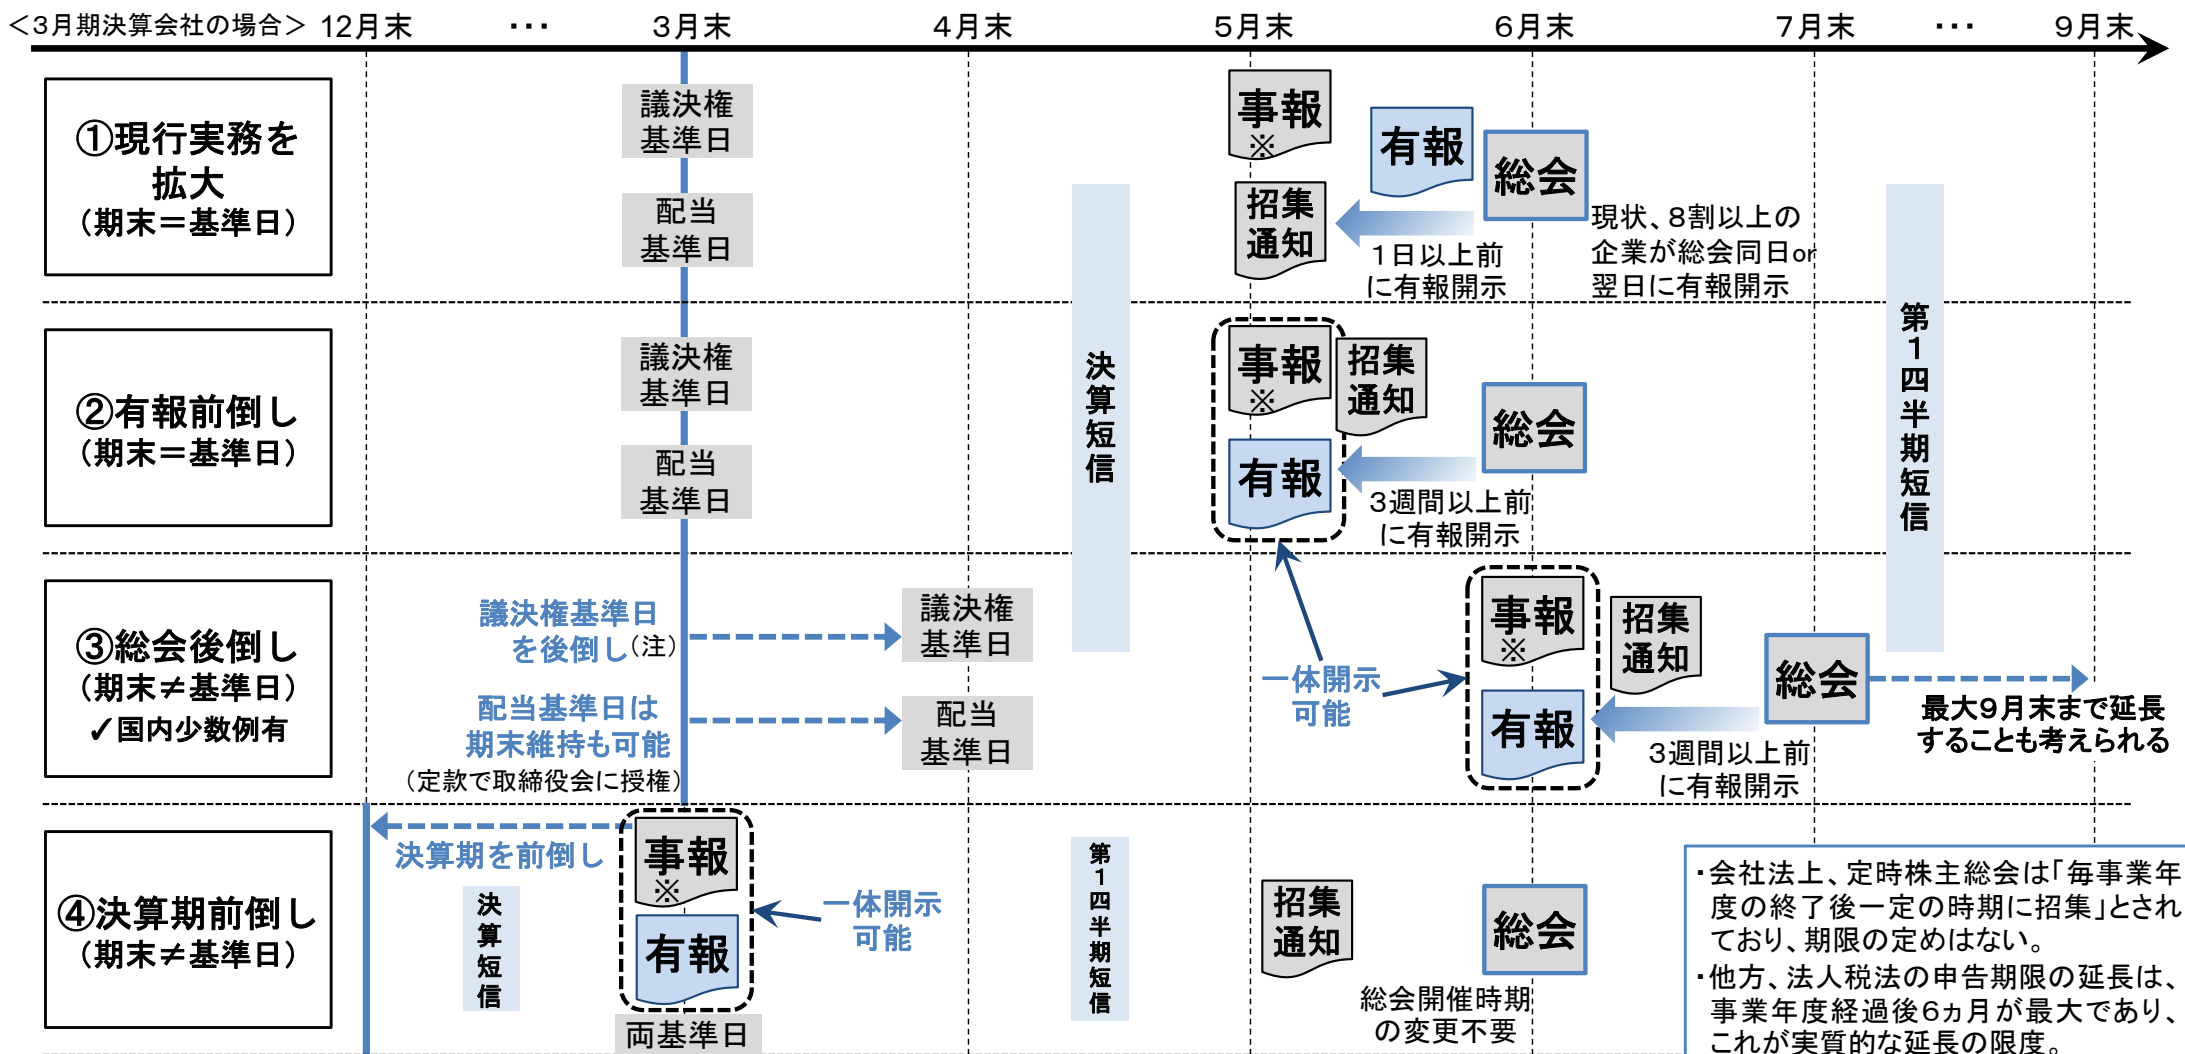 ＜3月期決算会社の場合＞ 12月末 ・・・ 3月末 4月末 5月末 6月末 7月末 ・・・ 9月末
①現行実務を
拡大
（期末＝基準日）
議決権
基準日
配当
基準日
事報
※
招集
通知
有報
総会
1日以上前
に有報開示
現状、8割以上の
企業が総会同日or
翌日に有報開示
②有報前倒し
（期末＝基準日）
議決権
基準日
配当
基準日
決算短信
事報
※
招集
通知
有報
総会
3週間以上前
に有報開示
第1四半期短信
③総会後倒し
（期末≠基準日）
✓国内少数例有
議決権基準日
を後倒し（注）
配当基準日は
期末維持も可能
（定款で取締役会に授権）
議決権
基準日
配当
基準日
一体開示
可能
事報
※
招集
通知
有報
総会
3週間以上前
に有報開示
最大9月末まで延長
することも考えられる
④決算期前倒し
（期末≠基準日）
決算期を前倒し
決算短信
事報
※
有報
両基準日
一体開示
可能
第1四半期短信
招集
通知
総会
総会開催時期
の変更不要
・会社法上、定時株主総会は「毎事業年
度の終了後一定の時期に招集」とされ
ており、期限の定めはない。
・他方、法人税法の申告期限の延長は、
事業年度経過後6ヵ月が最大であり、
これが実質的な延長の限度。